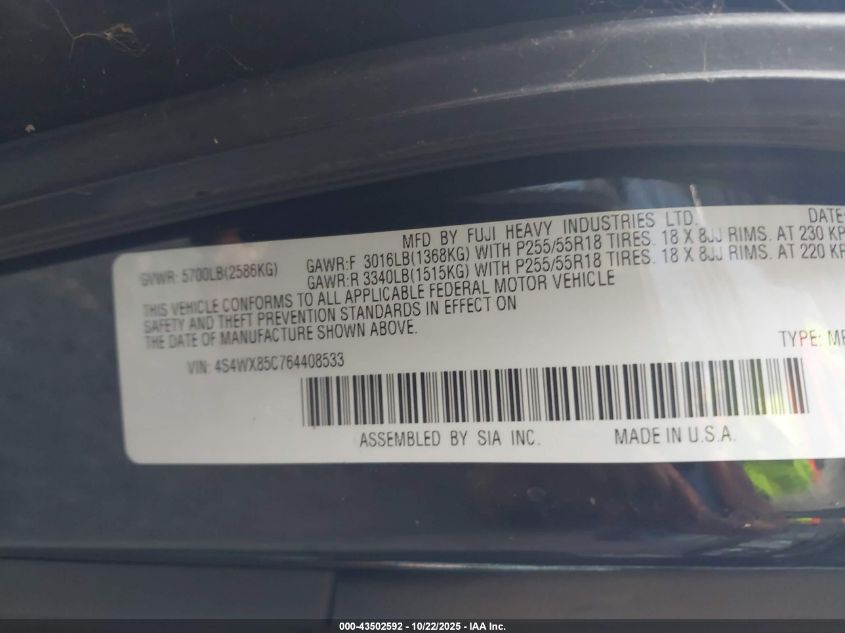 MFD BY FUJI HEAVY INDUSTRIES LTD. DATE:
GVWR: 5700LB(2586KG) GAWR:F 3016LB(1368KG) WITH P255/55R18 TIRES. 18 X 8JJ RIMS. AT 230 KP
GAWR:R 3340LB(1515KG) WITH P255/55R18 TIRES. 18 X 8JJ RIMS. AT 220 KP
THIS VEHICLE CONFORMS TO ALL APPLICABLE FEDERAL MOTOR VEHICLE
SAFETY AND THEFT PREVENTION STANDARDS IN EFFECT ON
THE DATE OF MANUFACTURE SHOWN ABOVE.
VIN: 4S4WX85C764408533 TYPE: MP
ASSEMBLED BY SIA INC. MADE IN U.S.A.
000-43502592 - 10/22/2025 - IAA Inc.